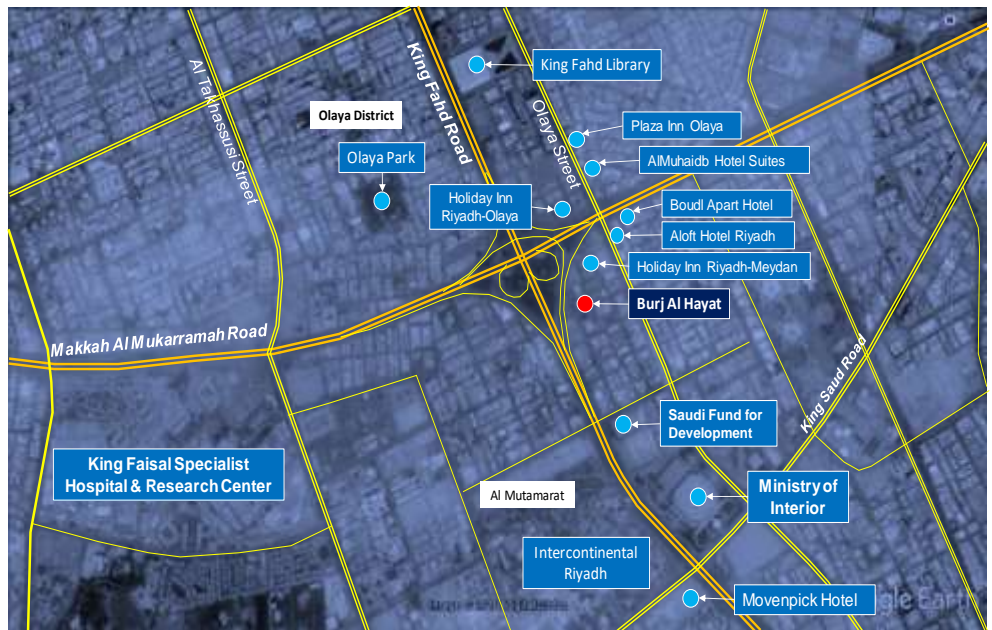 King Fahd Library
King Fahd Road
Al Takhassusi Street
Olaya District
Olaya Street
Plaza Inn Olaya
Olaya Park
AlMuhaidb Hotel Suites
Holiday Inn
Riyadh-Olaya
Boudl Apart Hotel
Aloft Hotel Riyadh
Holiday Inn Riyadh-Meydan
Burj Al Hayat
Makkah Al Mukarramah Road
King Saud Road
Saudi Fund for
Development
King Faisal Specialist
Hospital & Research Center
Al Mutamarat
Ministry of
Interior
Intercontinental
Riyadh
Movenpick Hotel
gle Earth